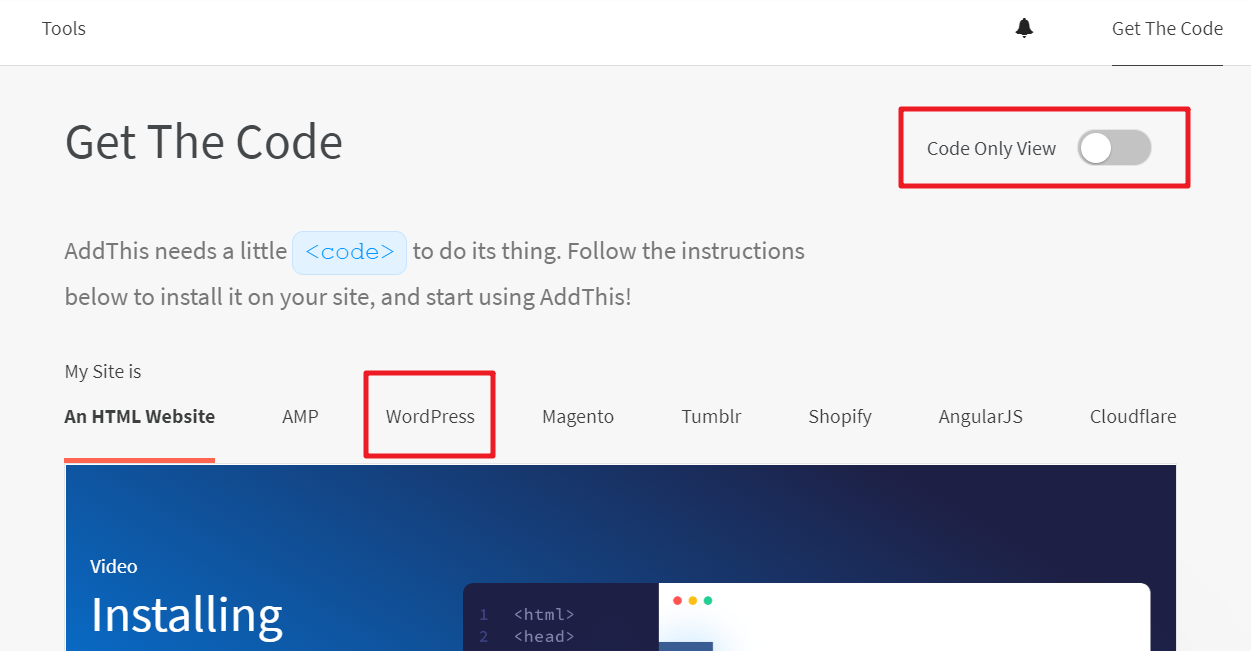 Tools
Get The Code
Get The Code
Code Only View
AddThis needs a little <code> to do its thing. Follow the instructions
below to install it on your site, and start using AddThis!
My Site is
An HTML Website AMP WordPress Magento Tumblr Shopify AngularJS Cloudflare
Video
Installing
1 <html>
2 <head>